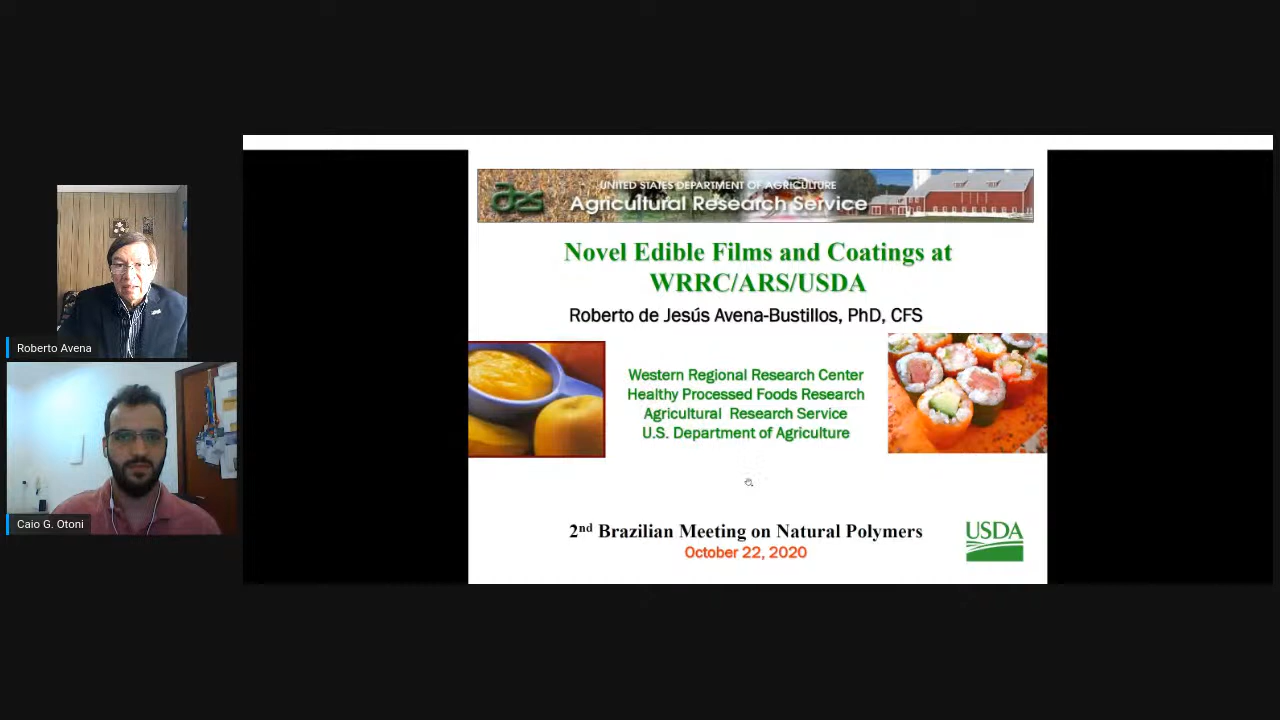 Roberto Avena
Caio G. Otoni
ars
UNITED STATES DEPARTMENT OF AGRICULTURE
Agricultural Research Service
Novel Edible Films and Coatings at
WRRC/ARS/USDA
Roberto de Jesús Avena-Bustillos, PhD, CFS
Western Regional Research Center
Healthy Processed Foods Research
Agricultural Research Service
U.S. Department of Agriculture
2nd Brazilian Meeting on Natural Polymers
October 22, 2020
USDA